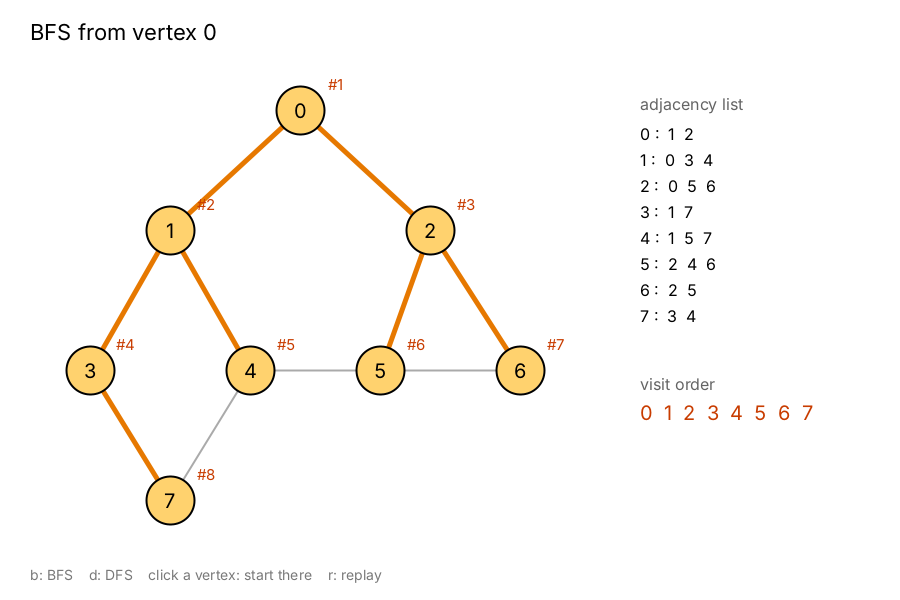 BFS from vertex 0
#1
0
#2
#3
1
2
#4
#5
#6
#7
3
4
5
6
#8
7
adjacency list
0 : 1 2
1 : 0 3 4
2 : 0 5 6
3 : 1 7
4 : 1 5 7
5 : 2 4 6
6 : 2 5
7 : 3 4
visit order
0 1 2 3 4 5 6 7
b: BFS d: DFS click a vertex: start there r: replay